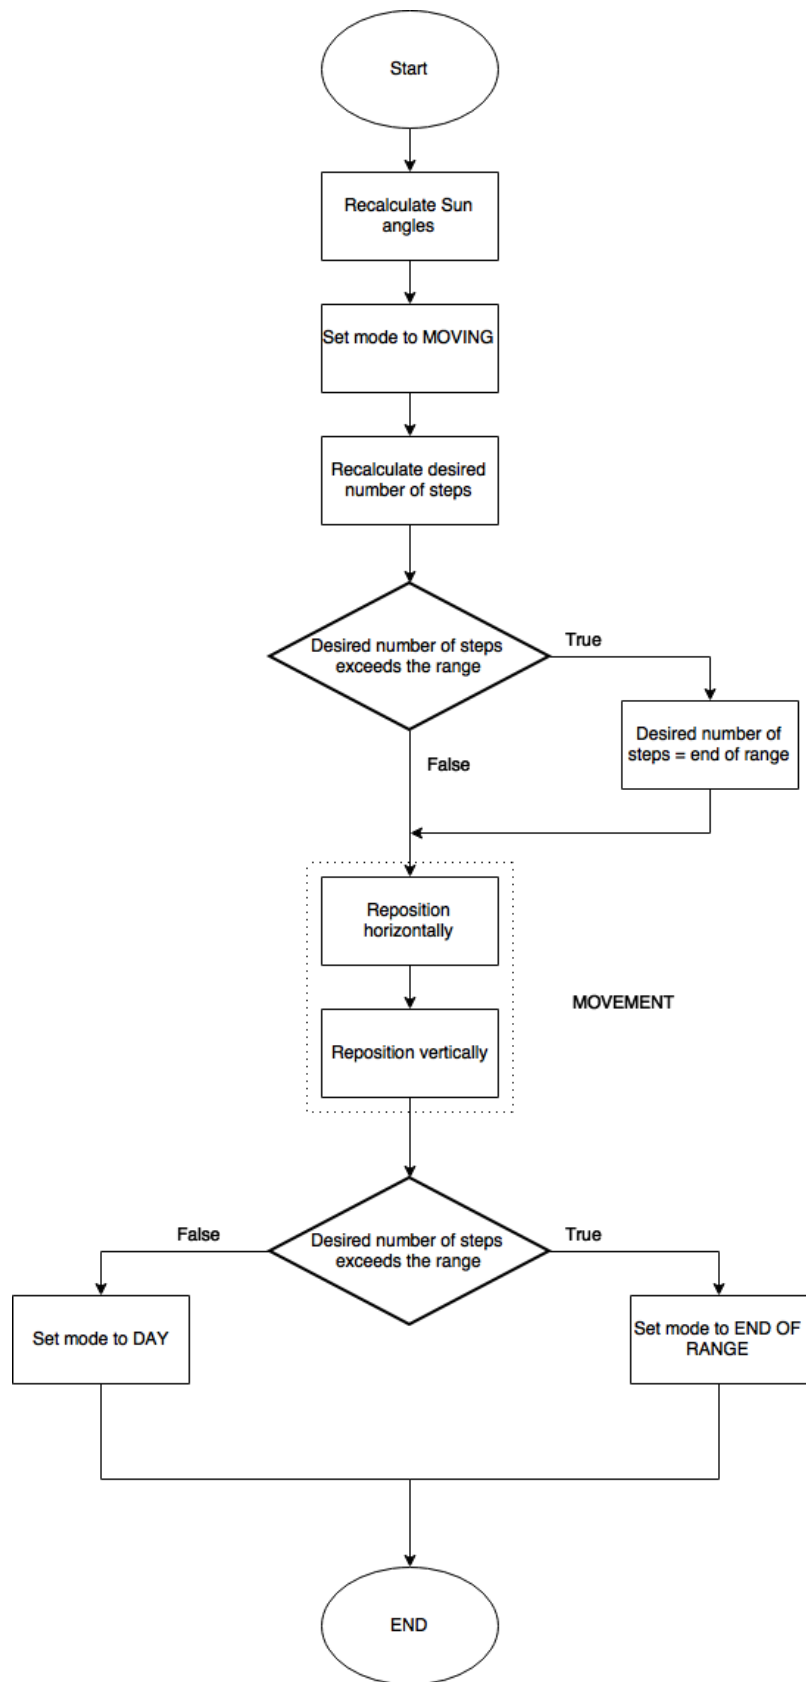 Start
Recalculate Sun
angles
Set mode to MOVING
Recalculate desired
number of steps
Desired number of steps
exceeds the range
True
Desired number of
steps = end of range
False
Reposition
horizontally
MOVEMENT
Reposition vertically
False
Desired number of steps
exceeds the range
True
Set mode to DAY
Set mode to END OF
RANGE
END